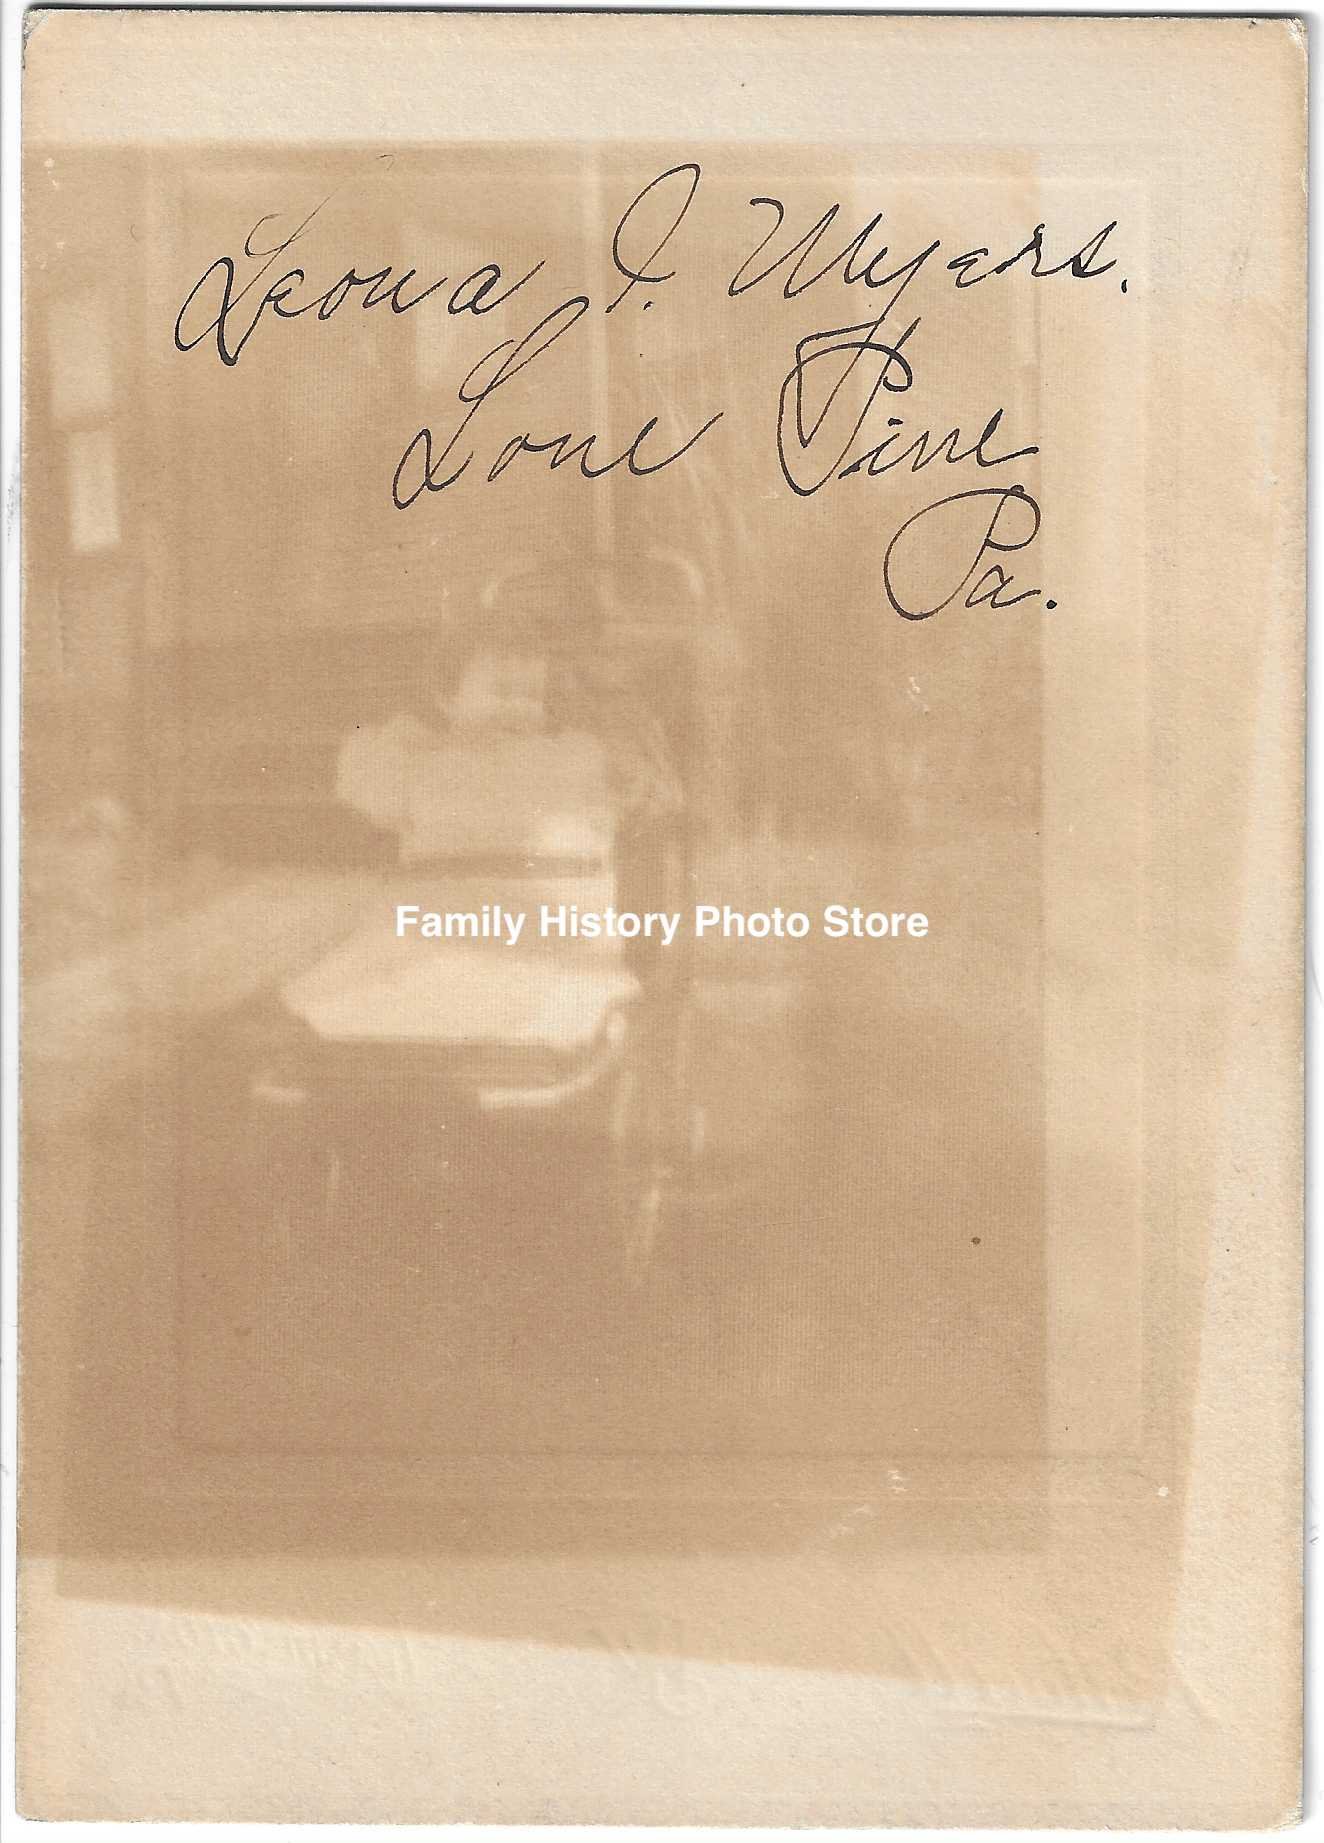 Leona I. Myers.
Lone Pine
Pa.
Family History Photo Store